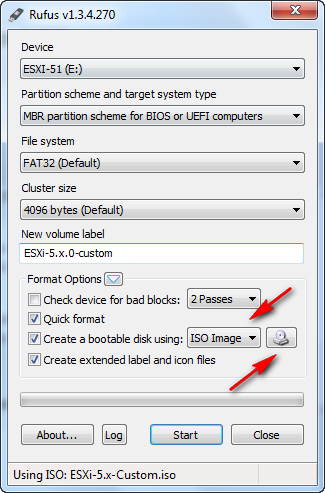 Rufus v1.3.4.270
Device
ESXI-51 (E:)
Partition scheme and target system type
MBR partition scheme for BIOS or UEFI computers
File system
FAT32 (Default)
Cluster size
4096 bytes (Default)
New volume label
ESXi-5.x.0-custom
Format Options
Check device for bad blocks: 2 Passes
Quick format
Create a bootable disk using: ISO Image
Create extended label and icon files
About... Log Start Close
Using ISO: ESXi-5.x-Custom.iso